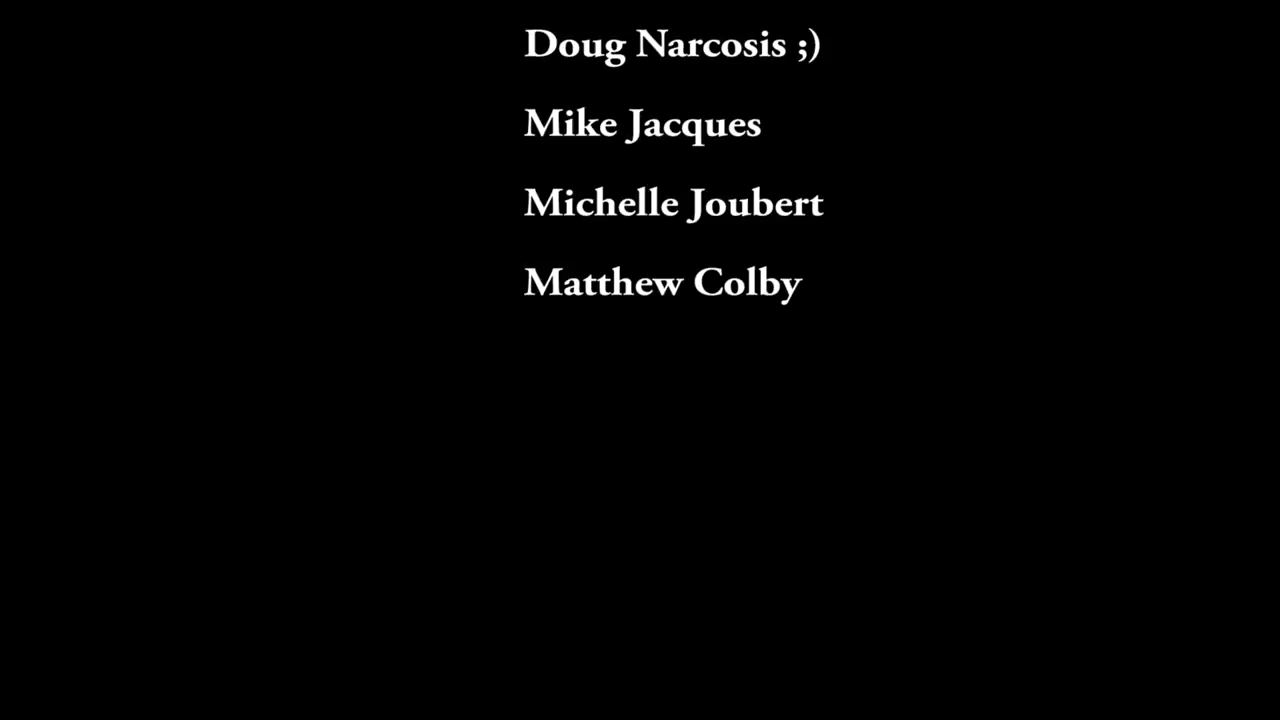 Doug Narcosis ;)
Mike Jacques
Michelle Joubert
Matthew Colby